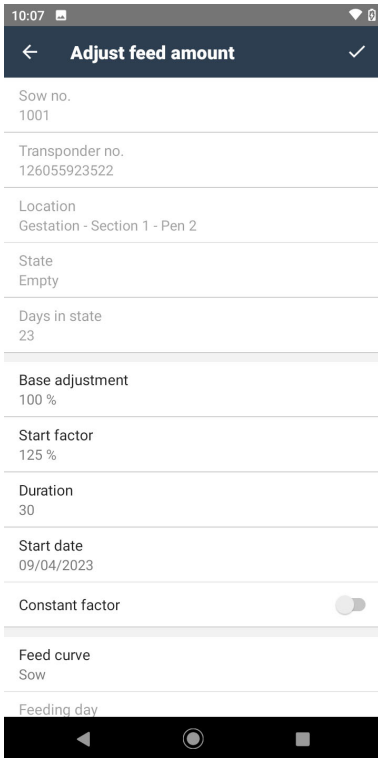 10:07
Adjust feed amount
Sow no.
1001
Transponder no.
126055923522
Location
Gestation - Section 1 - Pen 2
State
Empty
Days in state
23
Base adjustment
100 %
Start factor
125 %
Duration
30
Start date
09/04/2023
Constant factor
Feed curve
Sow
Feeding day